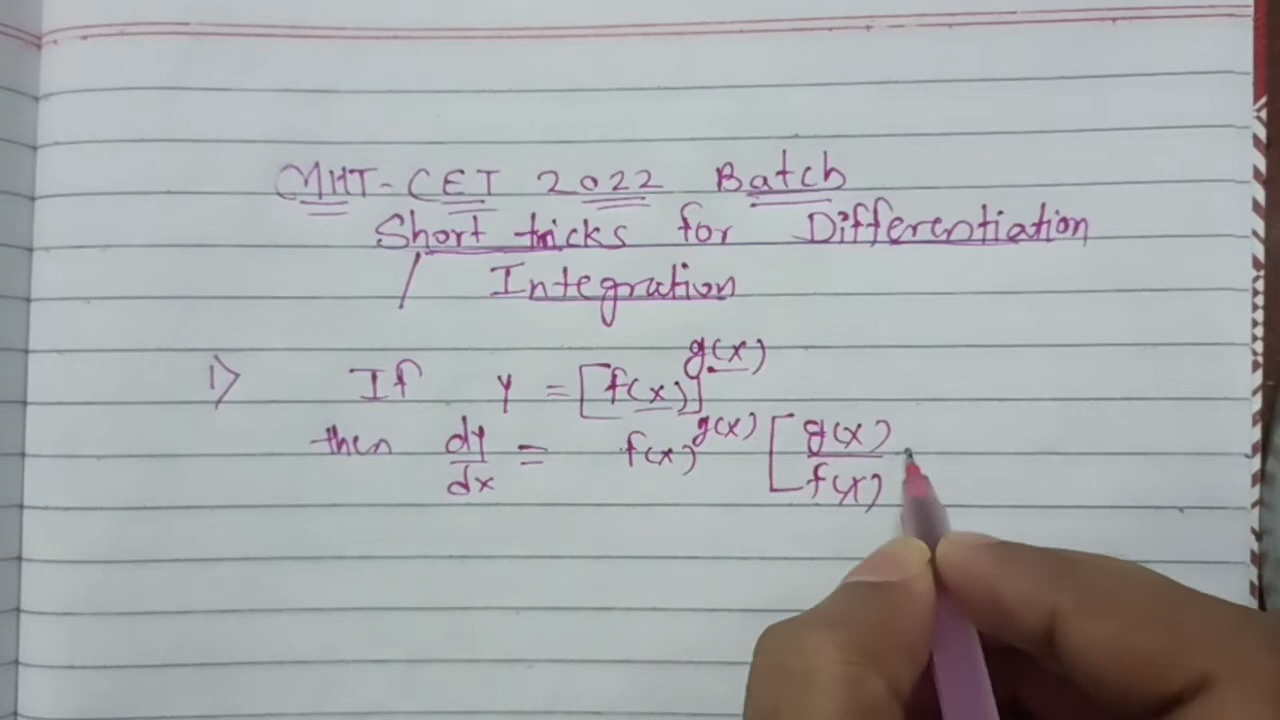 MHT-CET 2022 Batch
Short tricks for Differentiation
/ Integration
1) If y = [f(x)]^g(x)
then dy/dx = f(x)^g(x) [ g(x)/f(x)